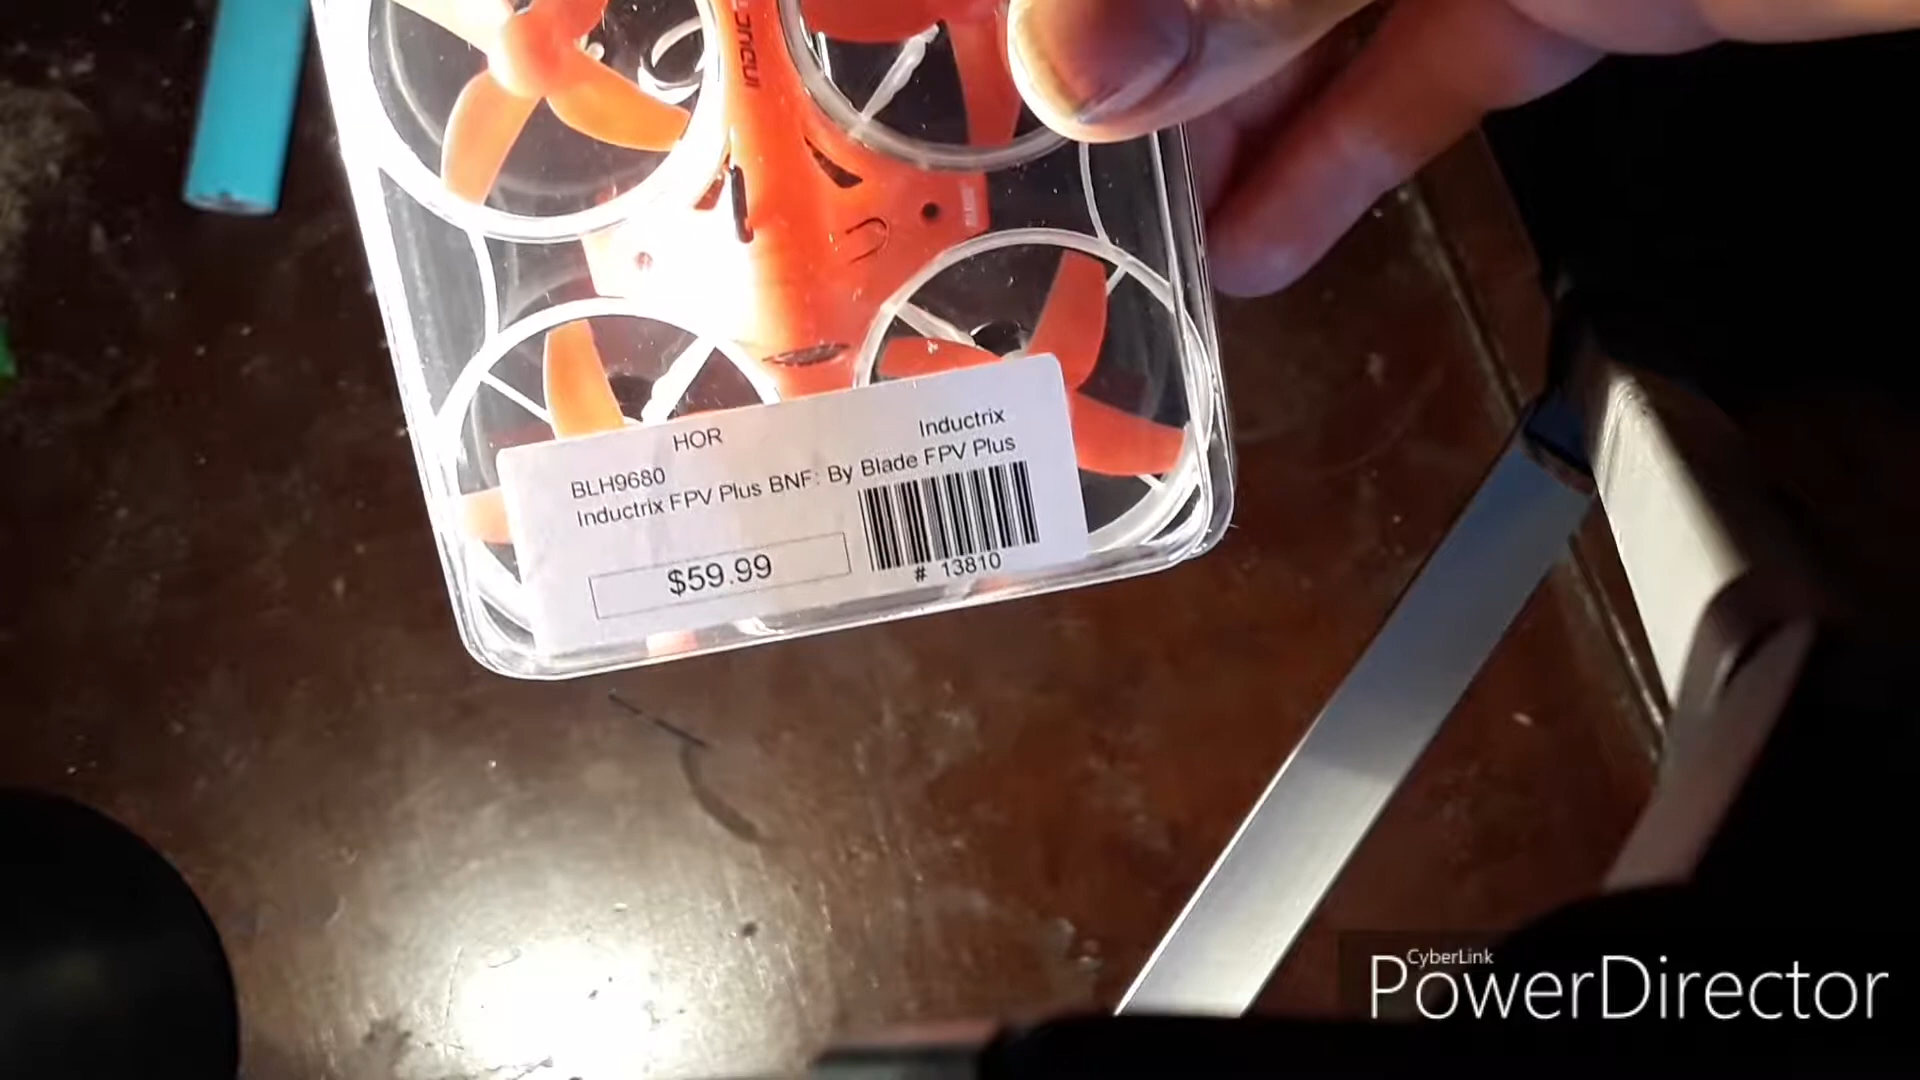 HOR
Inductrix
BLH9680
Inductrix FPV Plus BNF: By Blade FPV Plus
$59.99
# 13810
CyberLink
PowerDirector